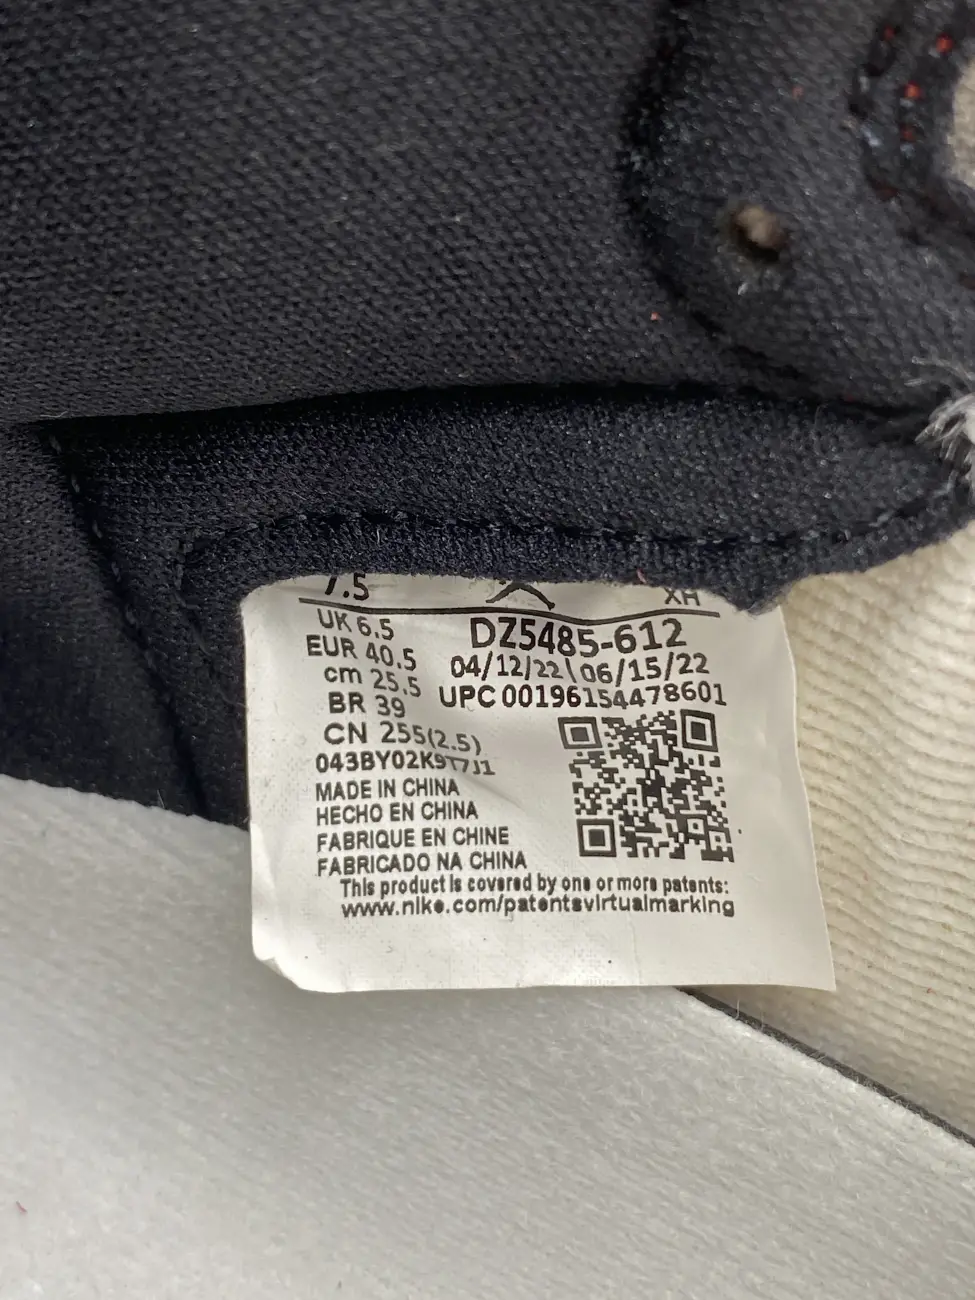 7.5 XH
UK 6.5
EUR 40.5
cm 25.5
BR 39
CN 255(2.5)
DZ5485-612
04/12/22\06/15/22
UPC 00196154478601
043BY02K9T7J1
MADE IN CHINA
HECHO EN CHINA
FABRIQUE EN CHINE
FABRICADO NA CHINA
This product is covered by one or more patents:
www.nike.com/patentsvirtualmarking